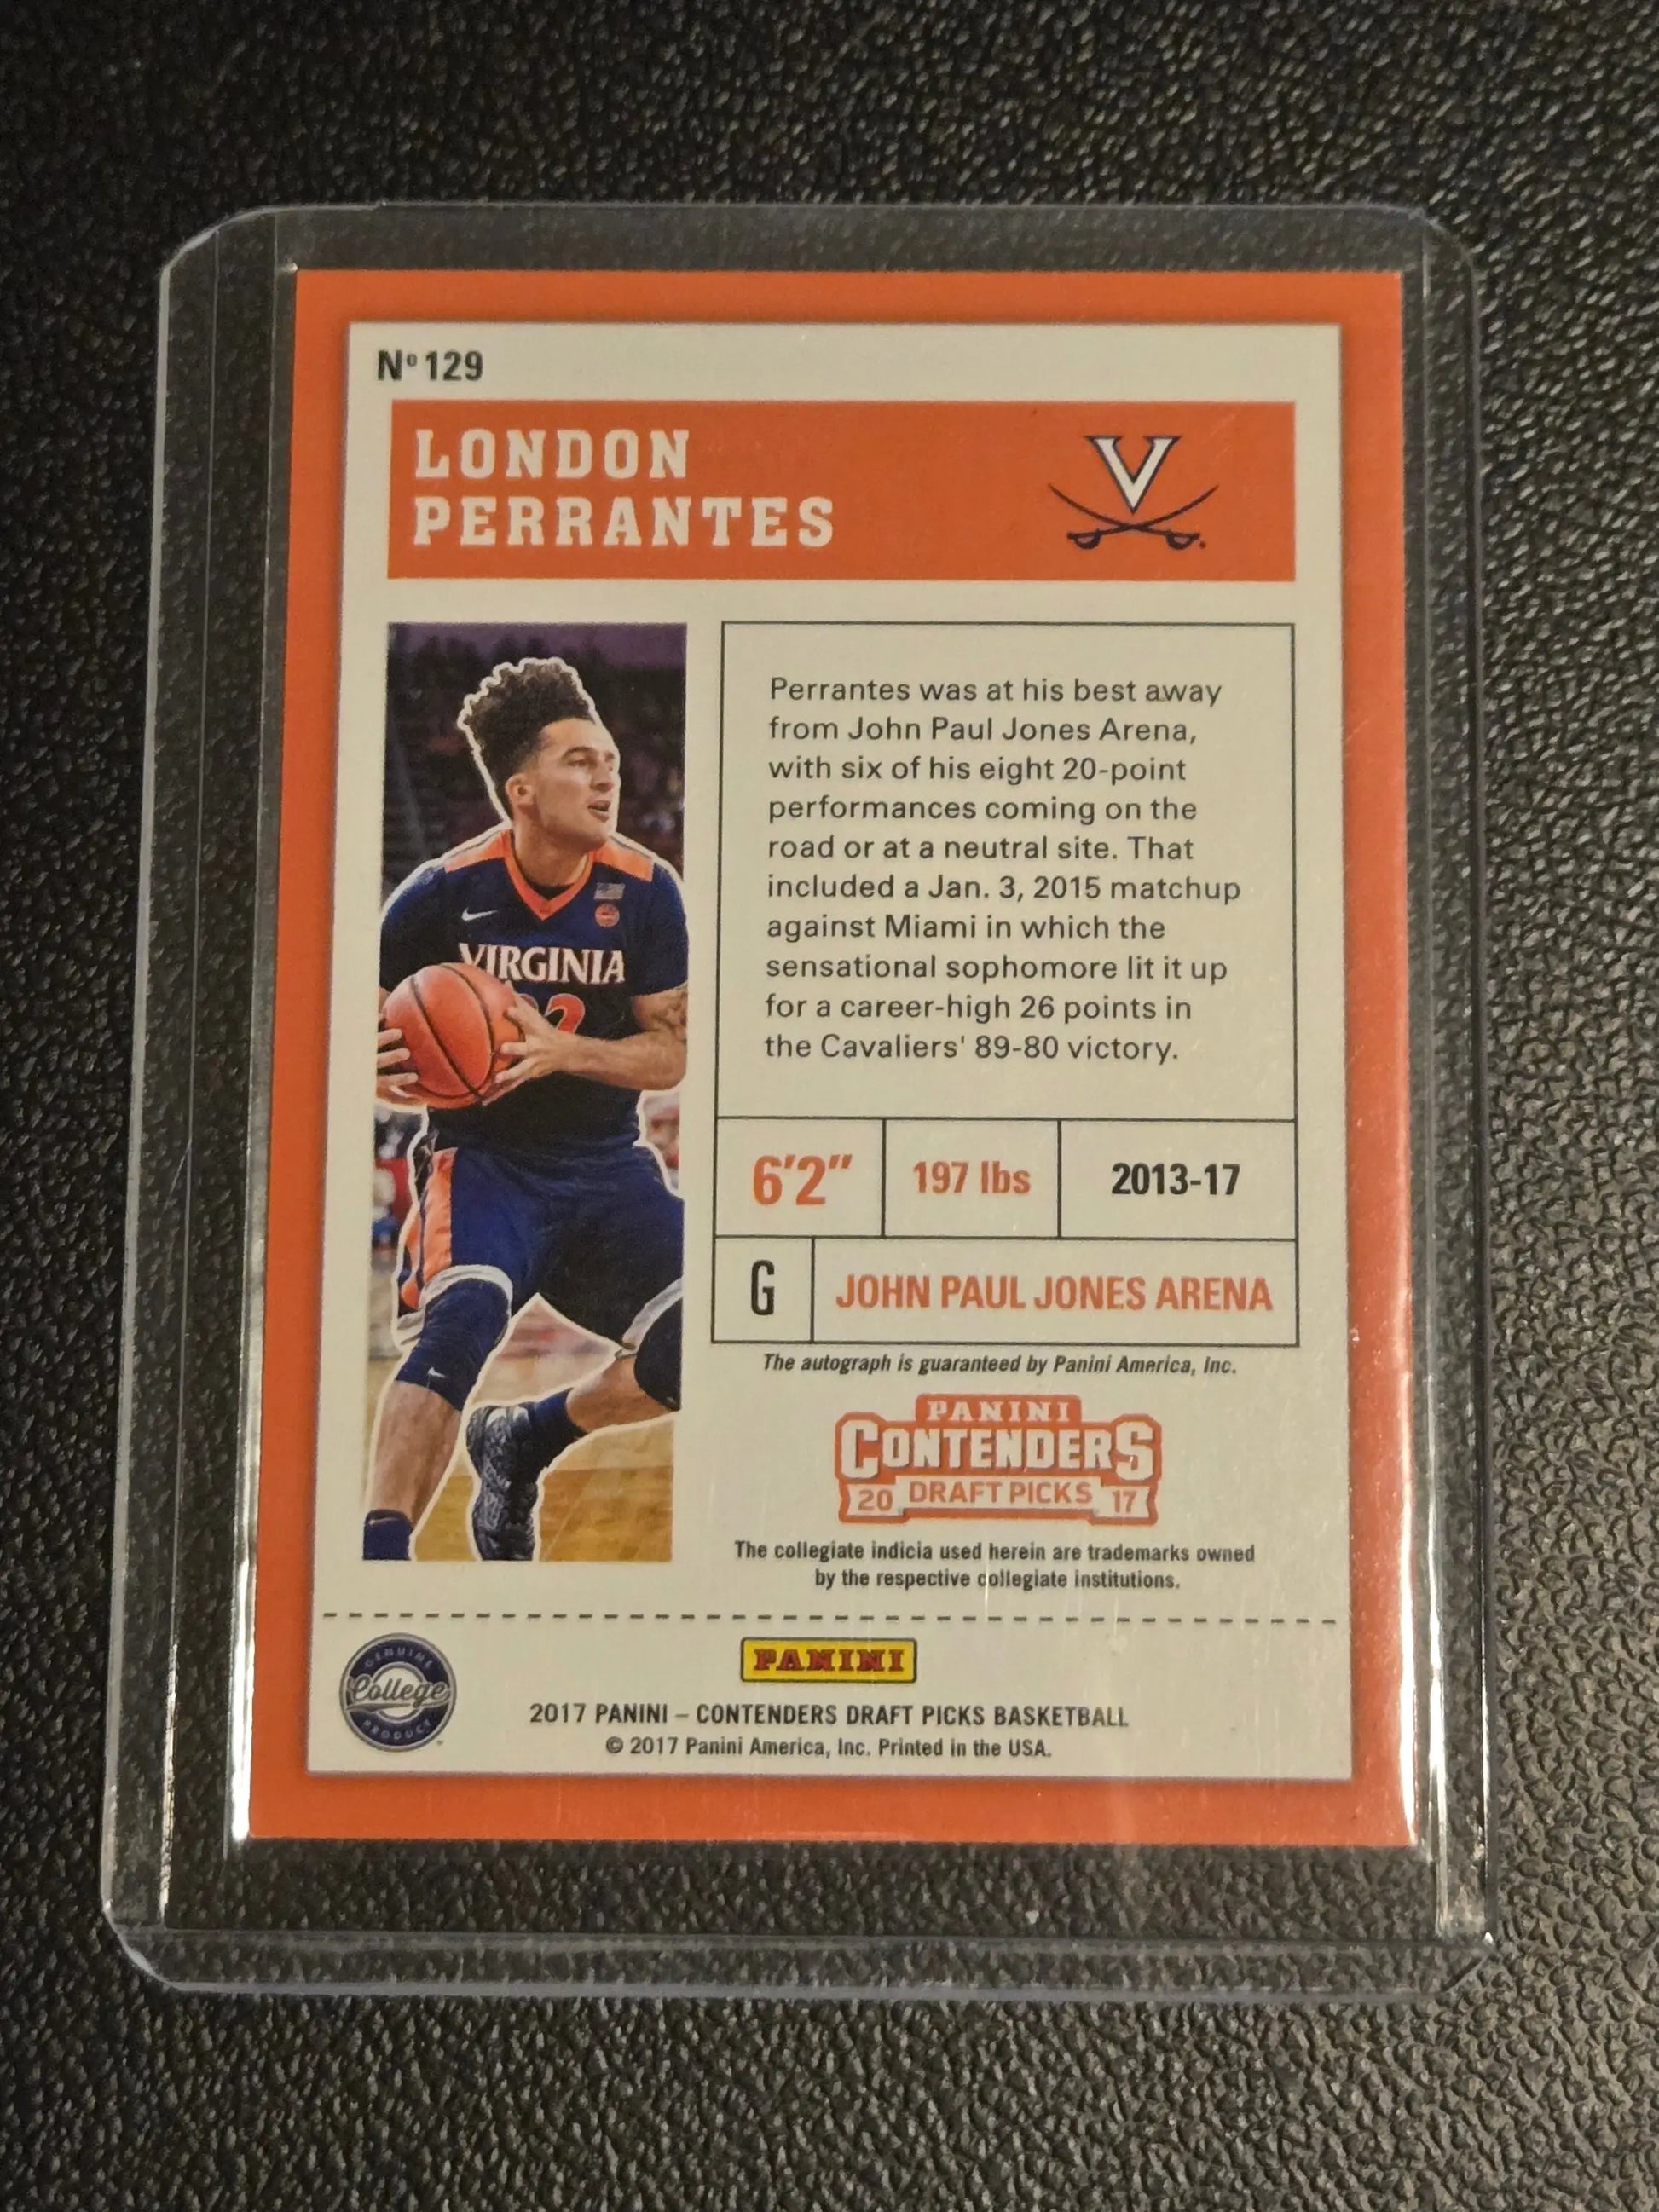 Nº 129
LONDON
PERRANTES
V
Perrantes was at his best away
from John Paul Jones Arena,
with six of his eight 20-point
performances coming on the
road or at a neutral site. That
included a Jan. 3, 2015 matchup
against Miami in which the
sensational sophomore lit it up
for a career-high 26 points in
the Cavaliers' 89-80 victory.
VIRGINIA
6'2"
197 lbs
2013-17
G
JOHN PAUL JONES ARENA
The autograph is guaranteed by Panini America, Inc.
PANINI
CONTENDERS
20 DRAFT PICKS 17
The collegiate indicia used herein are trademarks owned
by the respective collegiate institutions.
GENUINE
College
PRODUCT
PANINI
2017 PANINI – CONTENDERS DRAFT PICKS BASKETBALL
© 2017 Panini America, Inc. Printed in the USA.